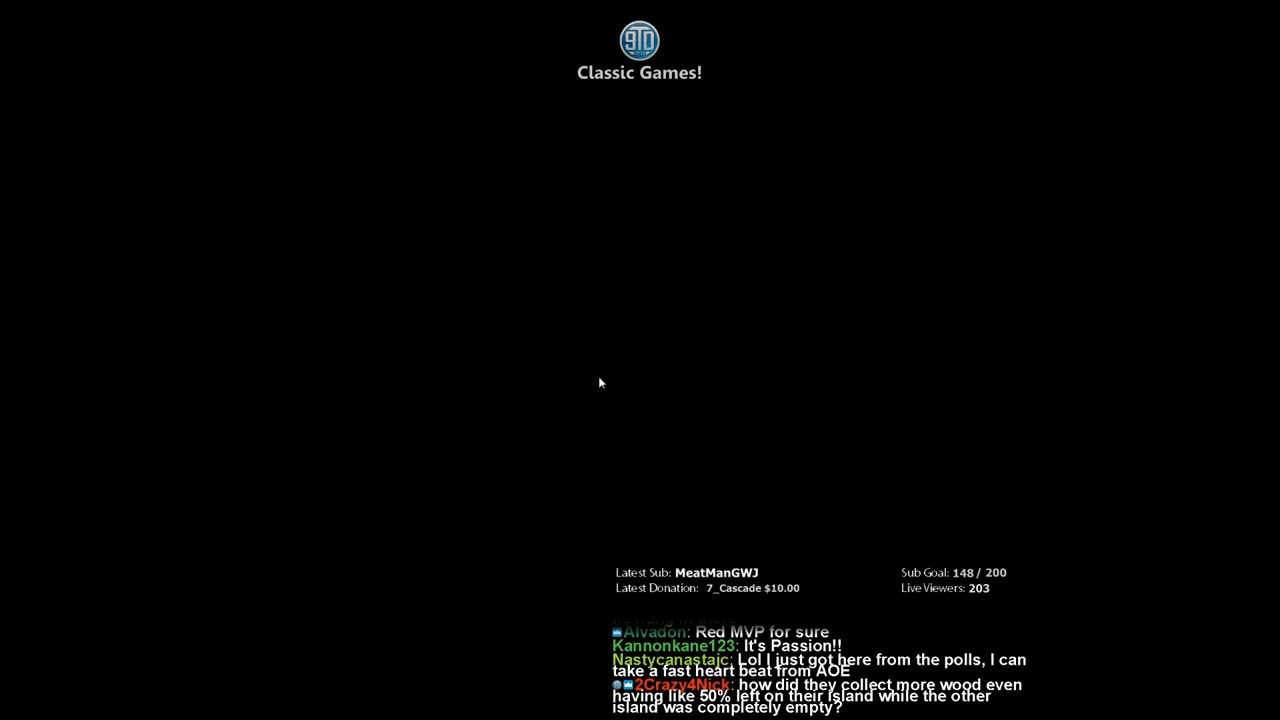 9TD
Classic Games!
Latest Sub: MeatManGWJ
Sub Goal: 148 / 200
Latest Donation: 7_Cascade $10.00
Live Viewers: 203
Alvadon: Red MVP for sure
Kannonkane123: It's Passion!!
Nastycanastajc: Lol I just got here from the polls, I can
take a fast heart beat from AOE
2Crazy4Nick: how did they collect more wood even
having like 50% left on their island while the other
island was completely empty?